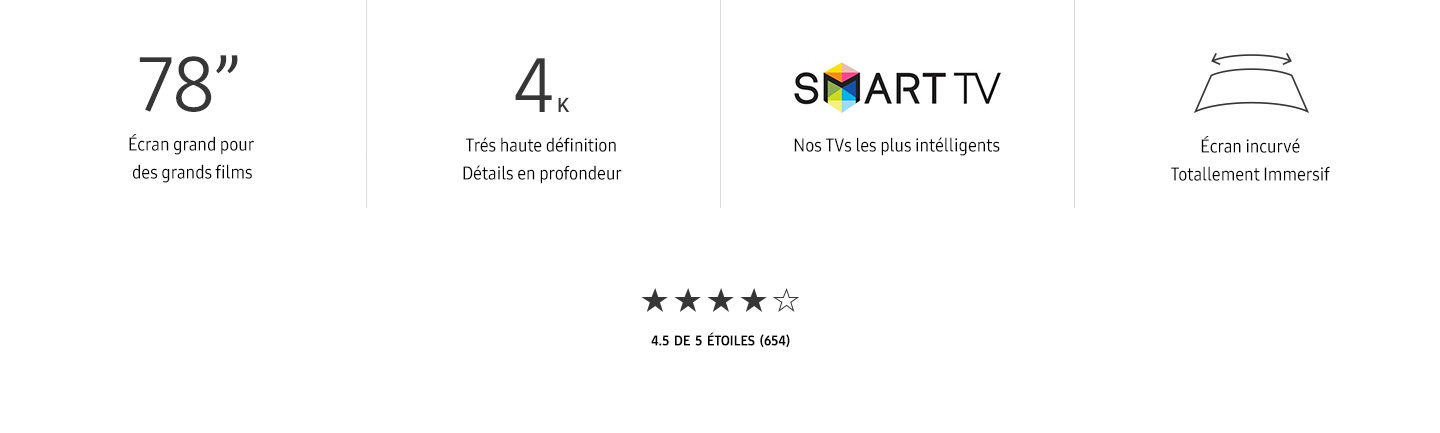 78”
Écran grand pour
des grands films
4K
Trés haute définition
Détails en profondeur
SMART TV
Nos TVs les plus intélligents
Écran incurvé
Totallement Immersif
4.5 DE 5 ÉTOILES (654)